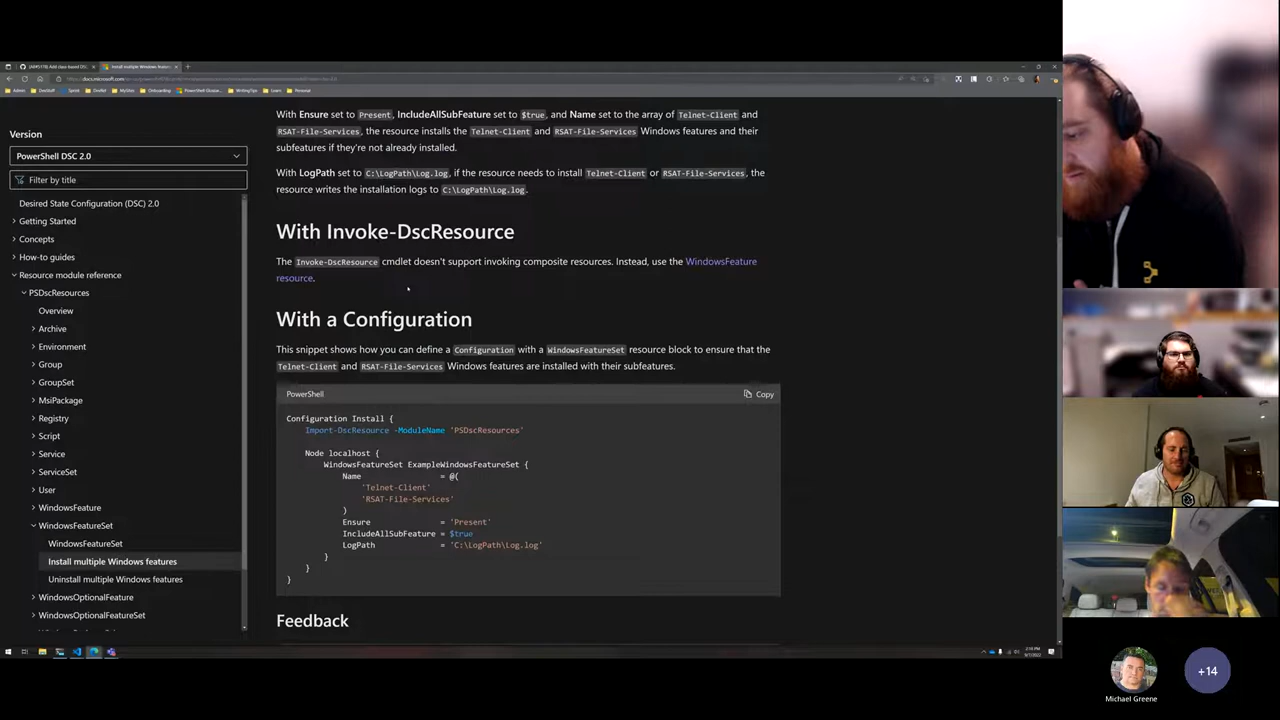 Install multiple Windows features
Version
PowerShell DSC 2.0
Filter by title
Desired State Configuration (DSC) 2.0
Getting Started
Concepts
How-to guides
Resource module reference
PSDscResources
Overview
Archive
Environment
Group
GroupSet
MsiPackage
Registry
Script
Service
ServiceSet
User
WindowsFeature
WindowsFeatureSet
WindowsFeatureSet
Install multiple Windows features
Uninstall multiple Windows features
WindowsOptionalFeature
WindowsOptionalFeatureSet
With Ensure set to Present, IncludeAllSubFeature set to $true, and Name set to the array of Telnet-Client and
RSAT-File-Services, the resource installs the Telnet-Client and RSAT-File-Services Windows features and their
subfeatures if they're not already installed.
With LogPath set to C:\LogPath\Log.log, if the resource needs to install Telnet-Client or RSAT-File-Services, the
resource writes the installation logs to C:\LogPath\Log.log.
With Invoke-DscResource
The Invoke-DscResource cmdlet doesn't support invoking composite resources. Instead, use the WindowsFeature
resource.
With a Configuration
This snippet shows how you can define a Configuration with a WindowsFeatureSet resource block to ensure that the
Telnet-Client and RSAT-File-Services Windows features are installed with their subfeatures.
PowerShell
Copy
Configuration Install {
Import-DscResource -ModuleName 'PSDscResources'
Node localhost {
WindowsFeatureSet ExampleWindowsFeatureSet {
Name = @(
'Telnet-Client'
'RSAT-File-Services'
)
Ensure = 'Present'
IncludeAllSubFeature = $true
LogPath = 'C:\LogPath\Log.log'
}
}
}
Feedback
Michael Greene
+14